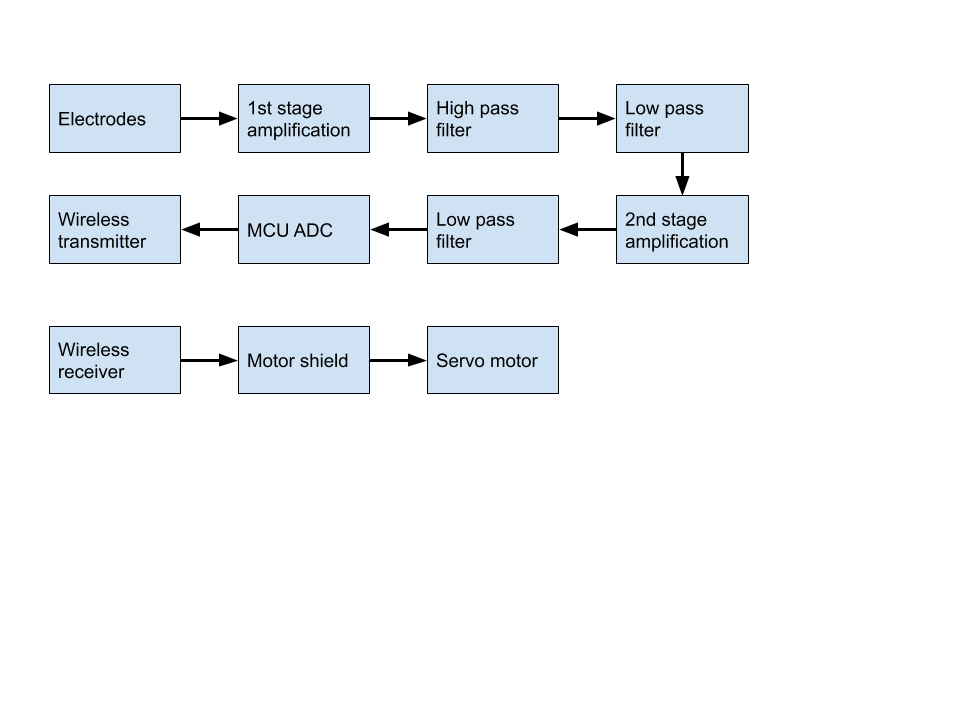 Electrodes
1st stage
amplification
High pass
filter
Low pass
filter
Wireless
transmitter
MCU ADC
Low pass
filter
2nd stage
amplification
Wireless
receiver
Motor shield
Servo motor